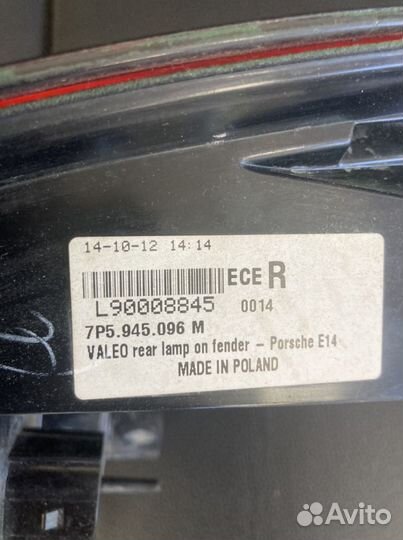 14-10-12 14:14
ECE R
L90008845 0014
7P5.945.096 M
VALEO rear lamp on fender – Porsche E14
MADE IN POLAND
Avito